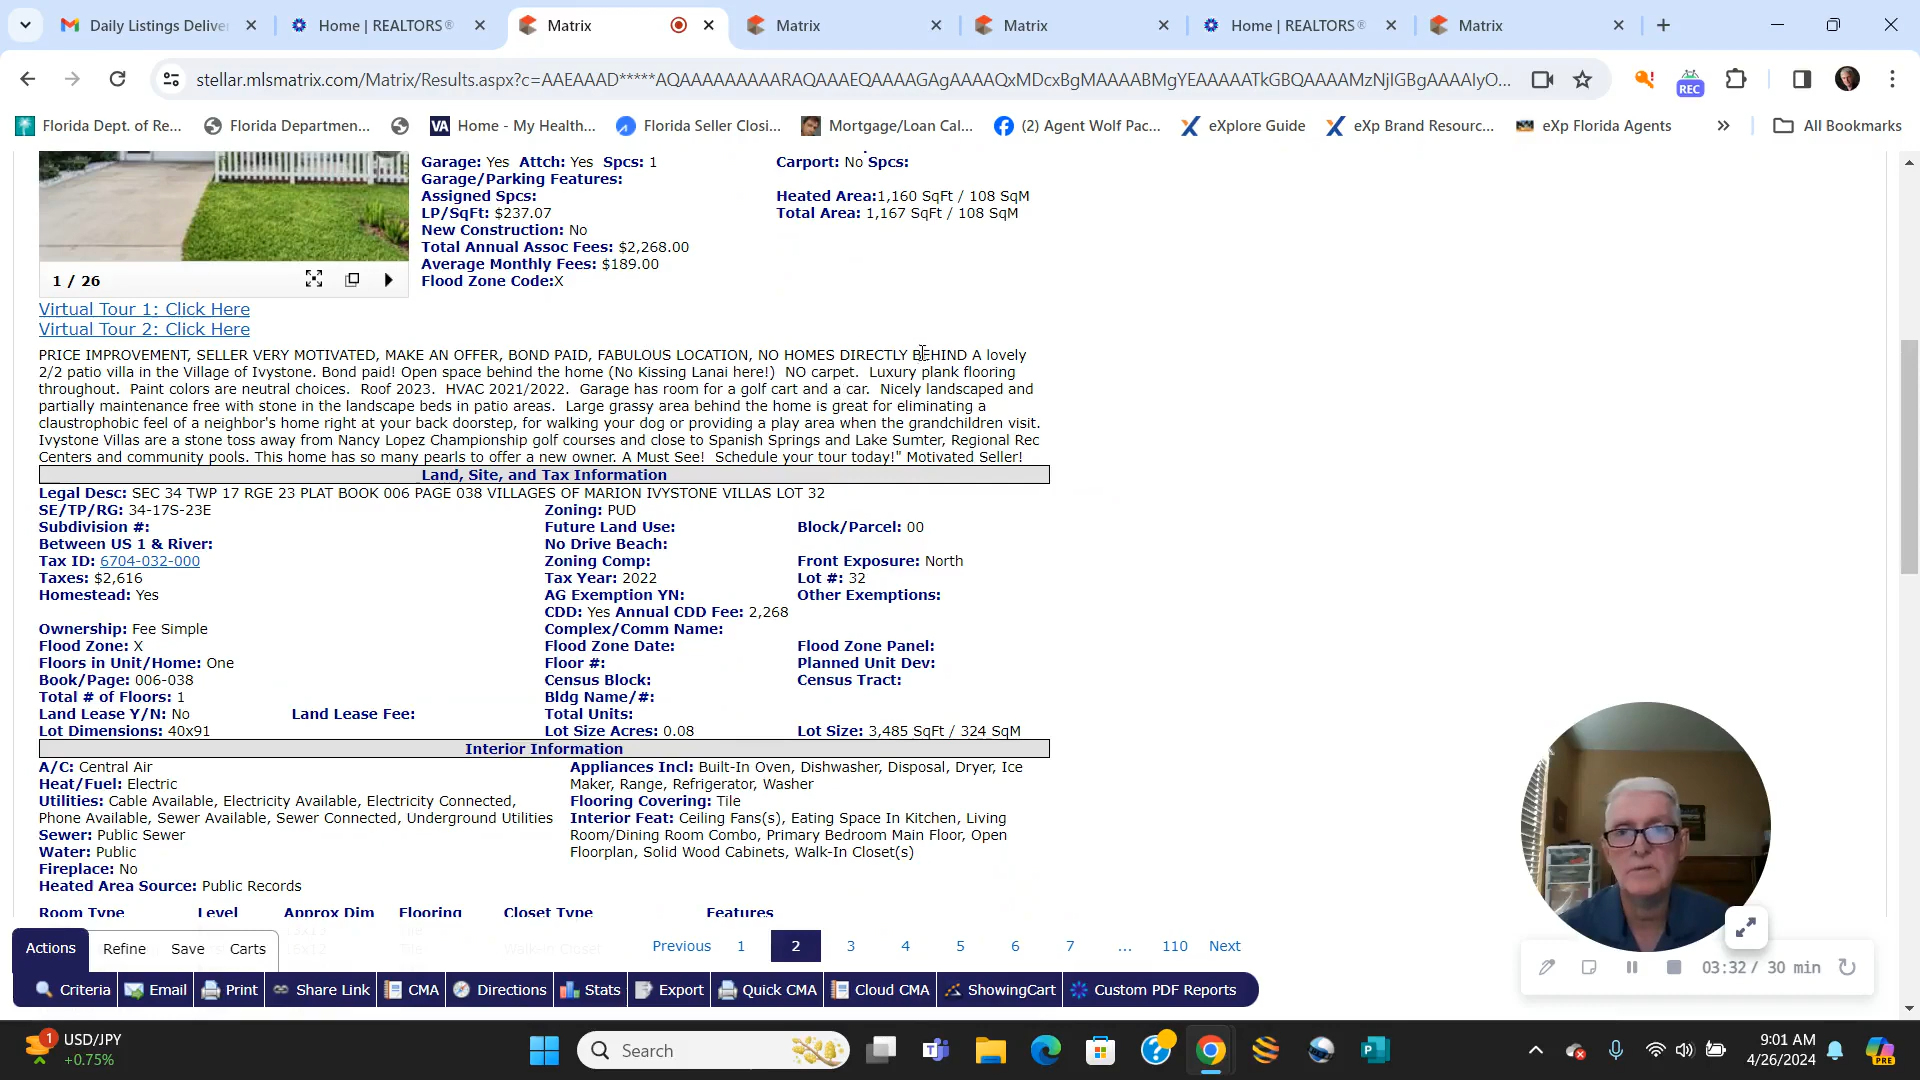 Daily Listings Deliver
Home | REALTORS®
Matrix
Matrix
Matrix
Home | REALTORS®
Matrix
stellar.mlsmatrix.com/Matrix/Results.aspx?c=AAEAAAD*****AQAAAAAAAAARAQAAAEQAAAAGAgAAAAQxMDcxBgMAAAABMgYEAAAAATkGBQAAAAMzNjlGBgAAAAIyO...
REC
Florida Dept. of Re...
Florida Departmen...
VA Home - My Health...
Florida Seller Closi...
Mortgage/Loan Cal...
(2) Agent Wolf Pac...
eXplore Guide
eXp Brand Resourc...
eXp Florida Agents
»
All Bookmarks
Garage: Yes Attch: Yes Spcs: 1
Carport: No Spcs:
Garage/Parking Features:
Assigned Spcs:
Heated Area:1,160 SqFt / 108 SqM
LP/SqFt: $237.07
Total Area: 1,167 SqFt / 108 SqM
New Construction: No
Total Annual Assoc Fees: $2,268.00
Average Monthly Fees: $189.00
Flood Zone Code:X
1 / 26
Virtual Tour 1: Click Here
Virtual Tour 2: Click Here
PRICE IMPROVEMENT, SELLER VERY MOTIVATED, MAKE AN OFFER, BOND PAID, FABULOUS LOCATION, NO HOMES DIRECTLY BEHIND A lovely
2/2 patio villa in the Village of Ivystone. Bond paid! Open space behind the home (No Kissing Lanai here!) NO carpet. Luxury plank flooring
throughout. Paint colors are neutral choices. Roof 2023. HVAC 2021/2022. Garage has room for a golf cart and a car. Nicely landscaped and
partially maintenance free with stone in the landscape beds in patio areas. Large grassy area behind the home is great for eliminating a
claustrophobic feel of a neighbor's home right at your back doorstep, for walking your dog or providing a play area when the grandchildren visit.
Ivystone Villas are a stone toss away from Nancy Lopez Championship golf courses and close to Spanish Springs and Lake Sumter, Regional Rec
Centers and community pools. This home has so many pearls to offer a new owner. A Must See! Schedule your tour today!" Motivated Seller!
Land, Site, and Tax Information
Legal Desc: SEC 34 TWP 17 RGE 23 PLAT BOOK 006 PAGE 038 VILLAGES OF MARION IVYSTONE VILLAS LOT 32
SE/TP/RG: 34-17S-23E
Zoning: PUD
Subdivision #:
Future Land Use:
Block/Parcel: 00
Between US 1 & River:
No Drive Beach:
Tax ID: 6704-032-000
Zoning Comp:
Front Exposure: North
Taxes: $2,616
Tax Year: 2022
Lot #: 32
Homestead: Yes
AG Exemption YN:
Other Exemptions:
CDD: Yes Annual CDD Fee: 2,268
Ownership: Fee Simple
Complex/Comm Name:
Flood Zone: X
Flood Zone Date:
Flood Zone Panel:
Floors in Unit/Home: One
Floor #:
Planned Unit Dev:
Book/Page: 006-038
Census Block:
Census Tract:
Total # of Floors: 1
Bldg Name/#:
Land Lease Y/N: No
Land Lease Fee:
Total Units:
Lot Dimensions: 40x91
Lot Size Acres: 0.08
Lot Size: 3,485 SqFt / 324 SqM
Interior Information
A/C: Central Air
Heat/Fuel: Electric
Utilities: Cable Available, Electricity Available, Electricity Connected,
Phone Available, Sewer Available, Sewer Connected, Underground Utilities
Sewer: Public Sewer
Water: Public
Fireplace: No
Heated Area Source: Public Records
Appliances Incl: Built-In Oven, Dishwasher, Disposal, Dryer, Ice
Maker, Range, Refrigerator, Washer
Flooring Covering: Tile
Interior Feat: Ceiling Fans(s), Eating Space In Kitchen, Living
Room/Dining Room Combo, Primary Bedroom Main Floor, Open
Floorplan, Solid Wood Cabinets, Walk-In Closet(s)
Room Type Level Approx Dim Flooring Closet Type Features
Actions Refine Save Carts
Previous 1 2 3 4 5 6 7 ... 110 Next
Criteria Email Print Share Link CMA Directions Stats Export Quick CMA Cloud CMA ShowingCart Custom PDF Reports
03:32 / 30 min
1
USD/JPY
+0.75%
Search
9:01 AM
4/26/2024
PRE